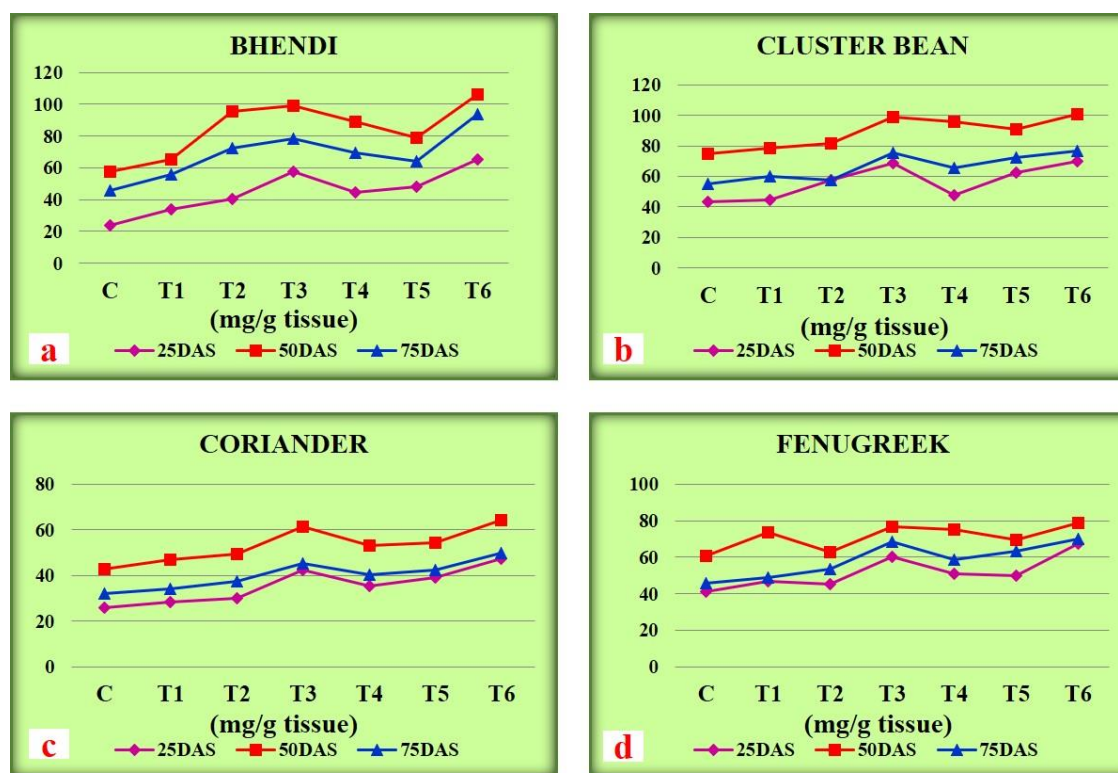 BHENDI
120
100
80
60
40
20
0
C T1 T2 T3 T4 T5 T6
(mg/g tissue)
25DAS 50DAS 75DAS
a
CLUSTER BEAN
120
100
80
60
40
20
0
C T1 T2 T3 T4 T5 T6
(mg/g tissue)
25DAS 50DAS 75DAS
b
CORIANDER
80
60
40
20
0
C T1 T2 T3 T4 T5 T6
(mg/g tissue)
25DAS 50DAS 75DAS
c
FENUGREEK
100
80
60
40
20
0
C T1 T2 T3 T4 T5 T6
(mg/g tissue)
25DAS 50DAS 75DAS
d